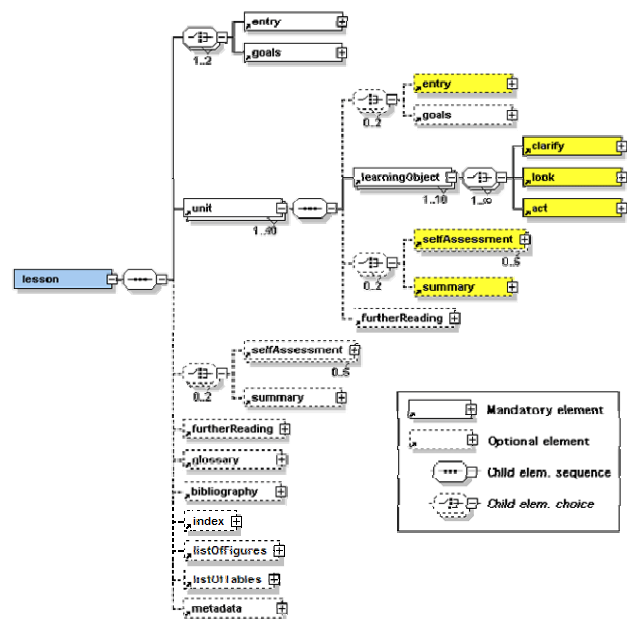 entry
1..2
goals
entry
0..2
goals
clarify
learningObject
look
1..10
1..∞
act
unit
1..40
selfAssessment
0..5
0..2
summary
lesson
furtherReading
selfAssessment
0..5
0..2
summary
furtherReading
glossary
bibliography
index
listOfFigures
listOfTables
metadata
Mandatory element
Optional element
Child elem. sequence
Child elem. choice